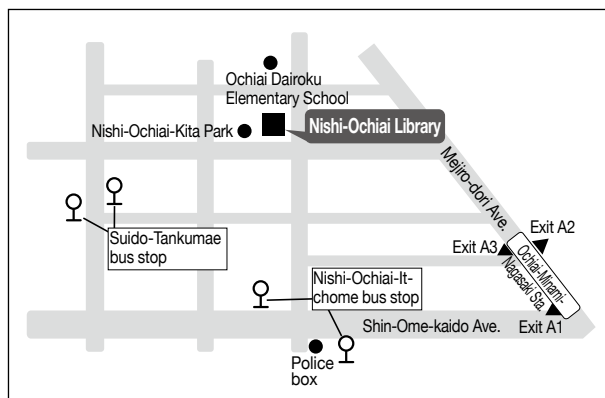 Ochiai Dairoku
Elementary School
Nishi-Ochiai-Kita Park
Nishi-Ochiai Library
Mejiro-dori Ave.
Suido-Tankumae
bus stop
Exit A2
Exit A3
Ochiai-Minami-
Nagasaki Sta.
Nishi-Ochiai-It-
chome bus stop
Exit A1
Shin-Ome-kaido Ave.
Police
box